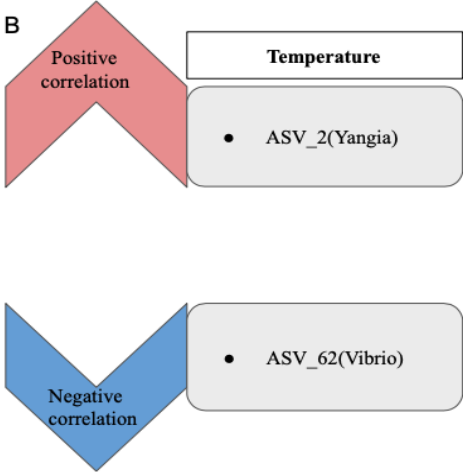 B
Positive
correlation
Temperature
• ASV_2(Yangia)
• ASV_62(Vibrio)
Negative
correlation